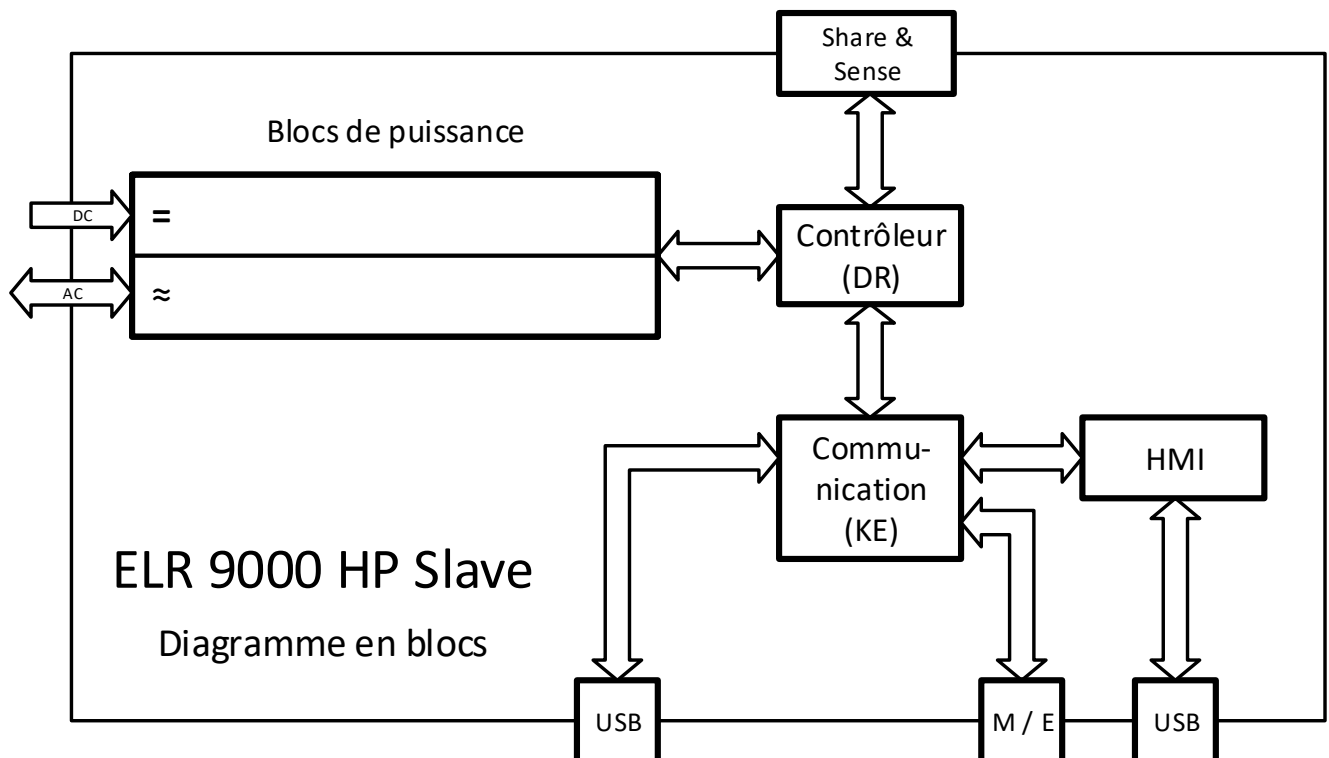 Share &
Sense
Blocs de puissance
DC
=
Contrôleur
(DR)
AC
≈
Commu-
nication
(KE)
HMI
ELR 9000 HP Slave
Diagramme en blocs
USB
M / E
USB